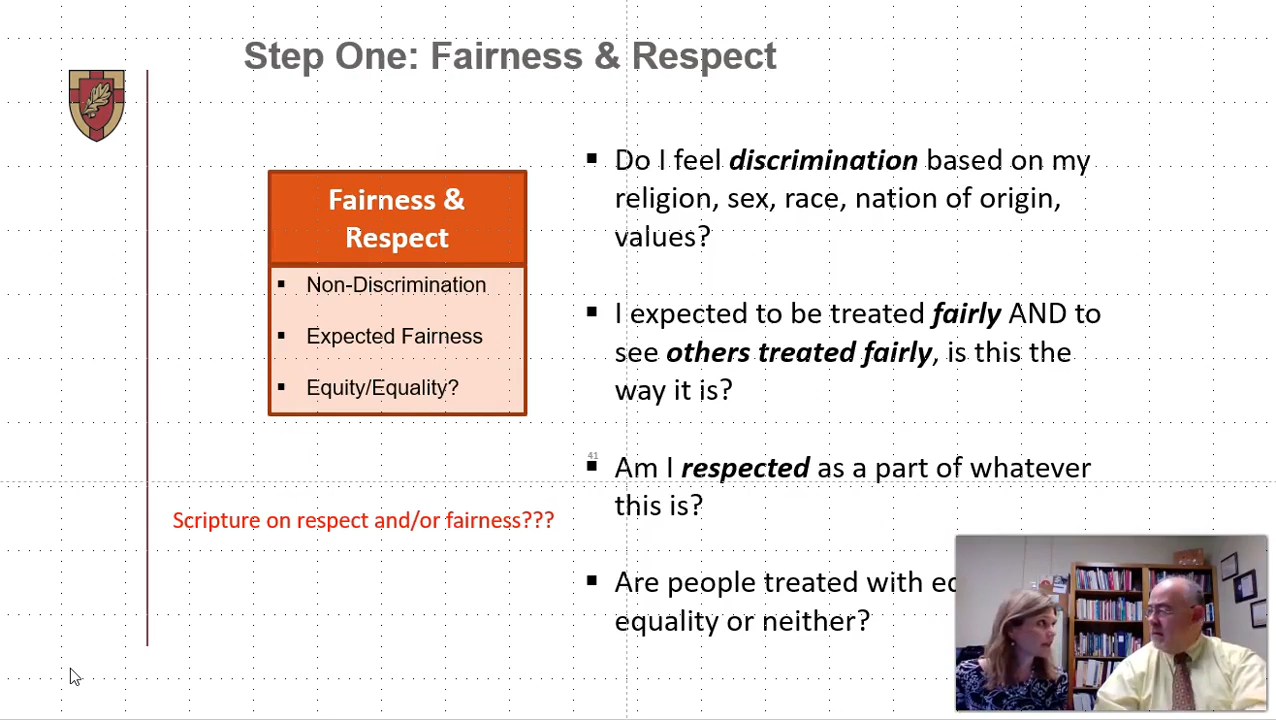 Step One: Fairness & Respect
Fairness &
Respect
▪ Non-Discrimination
▪ Expected Fairness
▪ Equity/Equality?
Scripture on respect and/or fairness???
▪ Do I feel discrimination based on my
religion, sex, race, nation of origin,
values?
▪ I expected to be treated fairly AND to
see others treated fairly, is this the
way it is?
41
▪ Am I respected as a part of whatever
this is?
▪ Are people treated with
equality or neither?